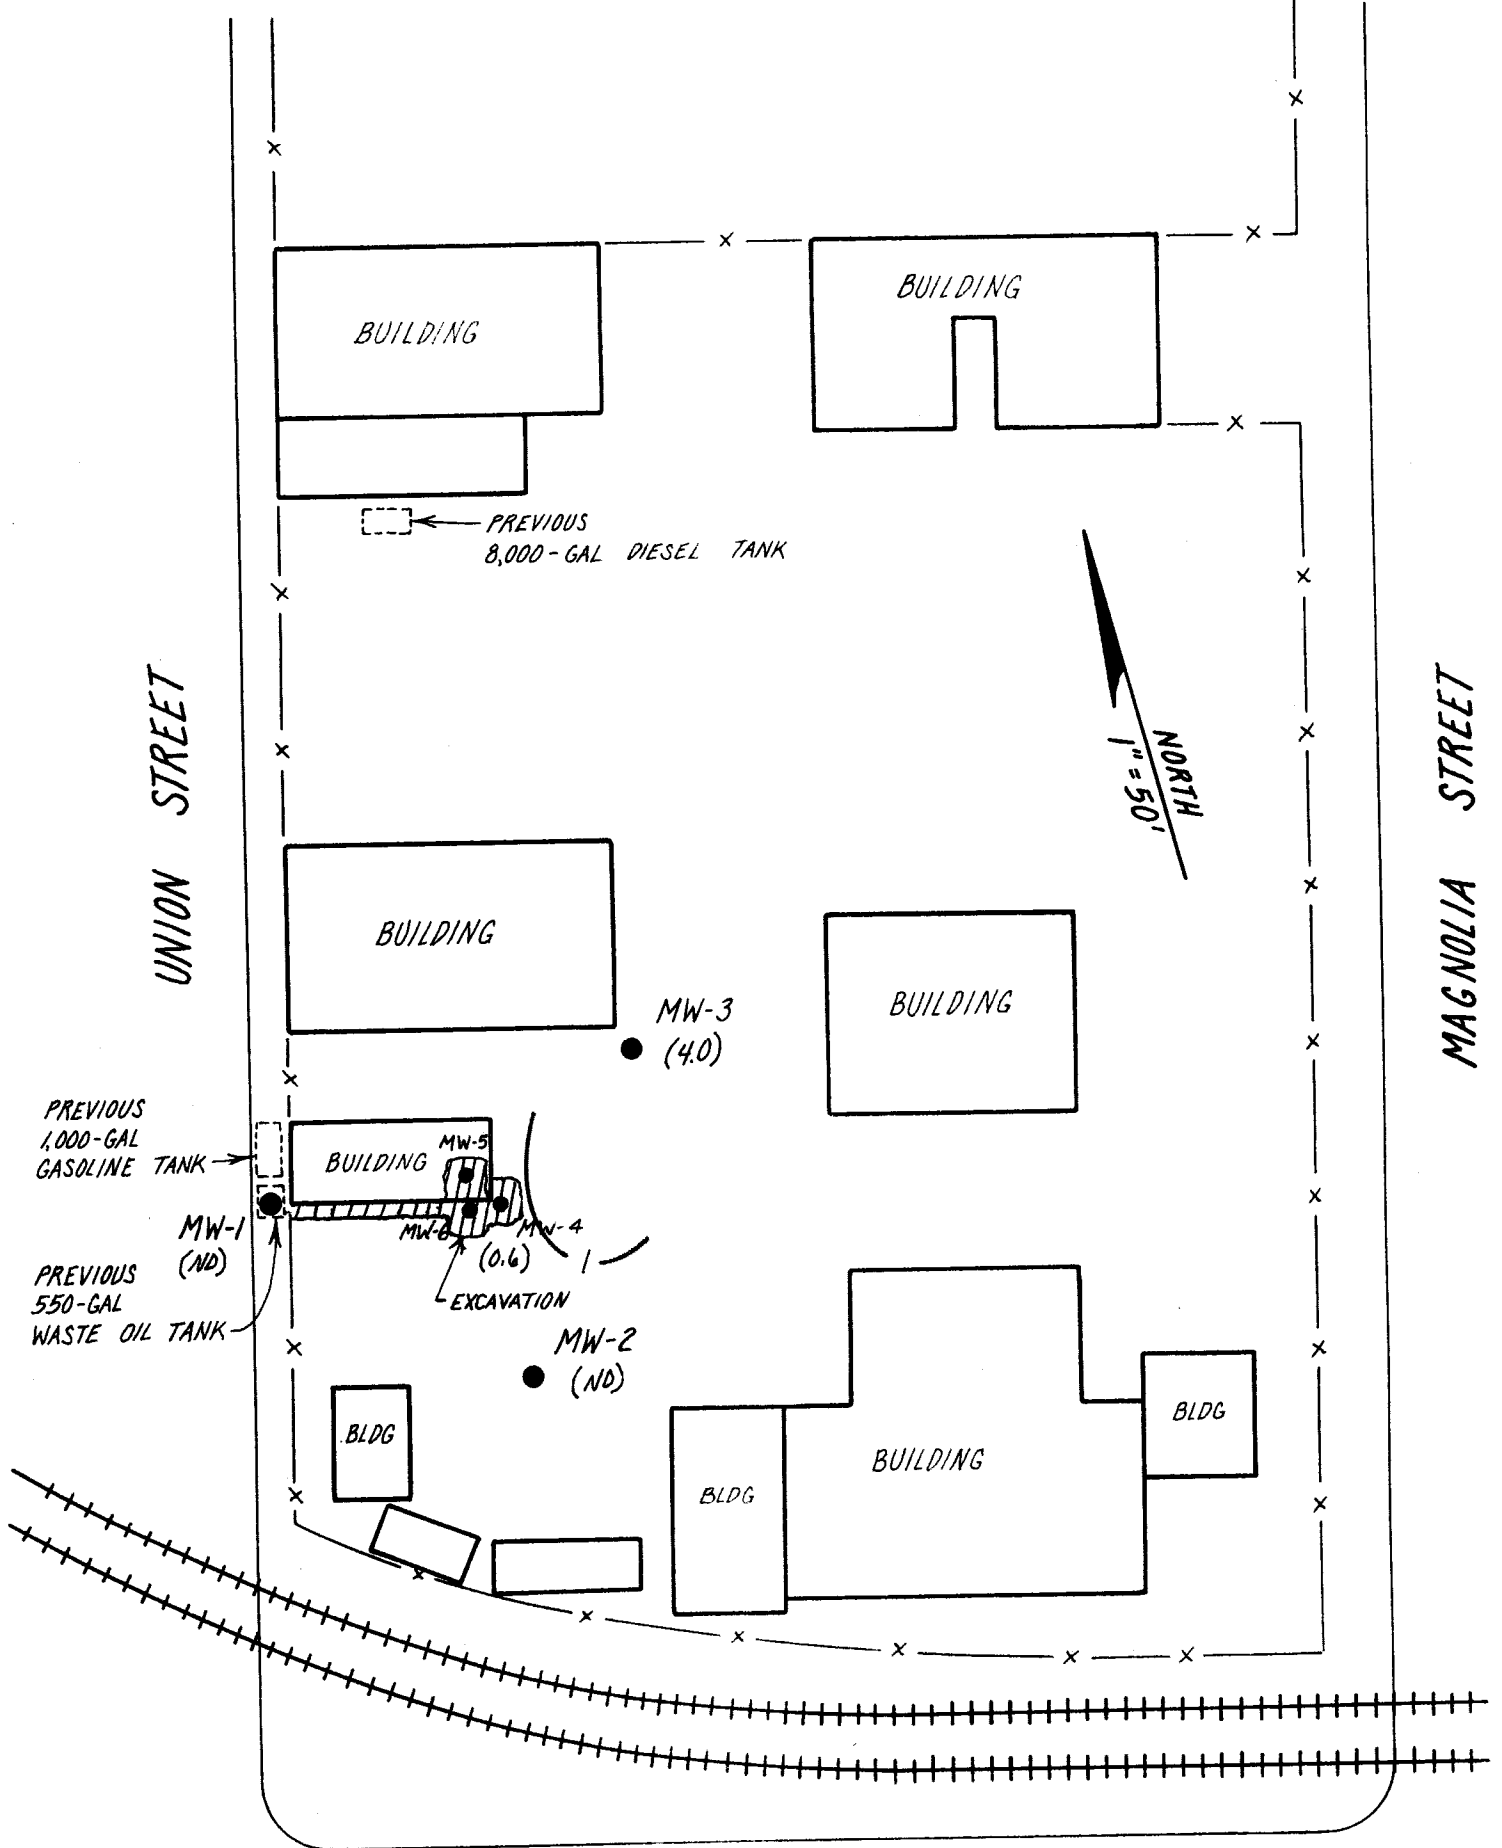 BUILDING
BUILDING
PREVIOUS
8,000-GAL DIESEL TANK
UNION STREET
MAGNOLIA STREET
NORTH
1" = 50'
BUILDING
BUILDING
MW-3
(4.0)
PREVIOUS
1,000-GAL
GASOLINE TANK
BUILDING
MW-5
MW-1
(ND)
MW-6
MW-4
(0.6)
1
EXCAVATION
PREVIOUS
550-GAL
WASTE OIL TANK
MW-2
(ND)
BLDG
BLDG
BUILDING
BLDG